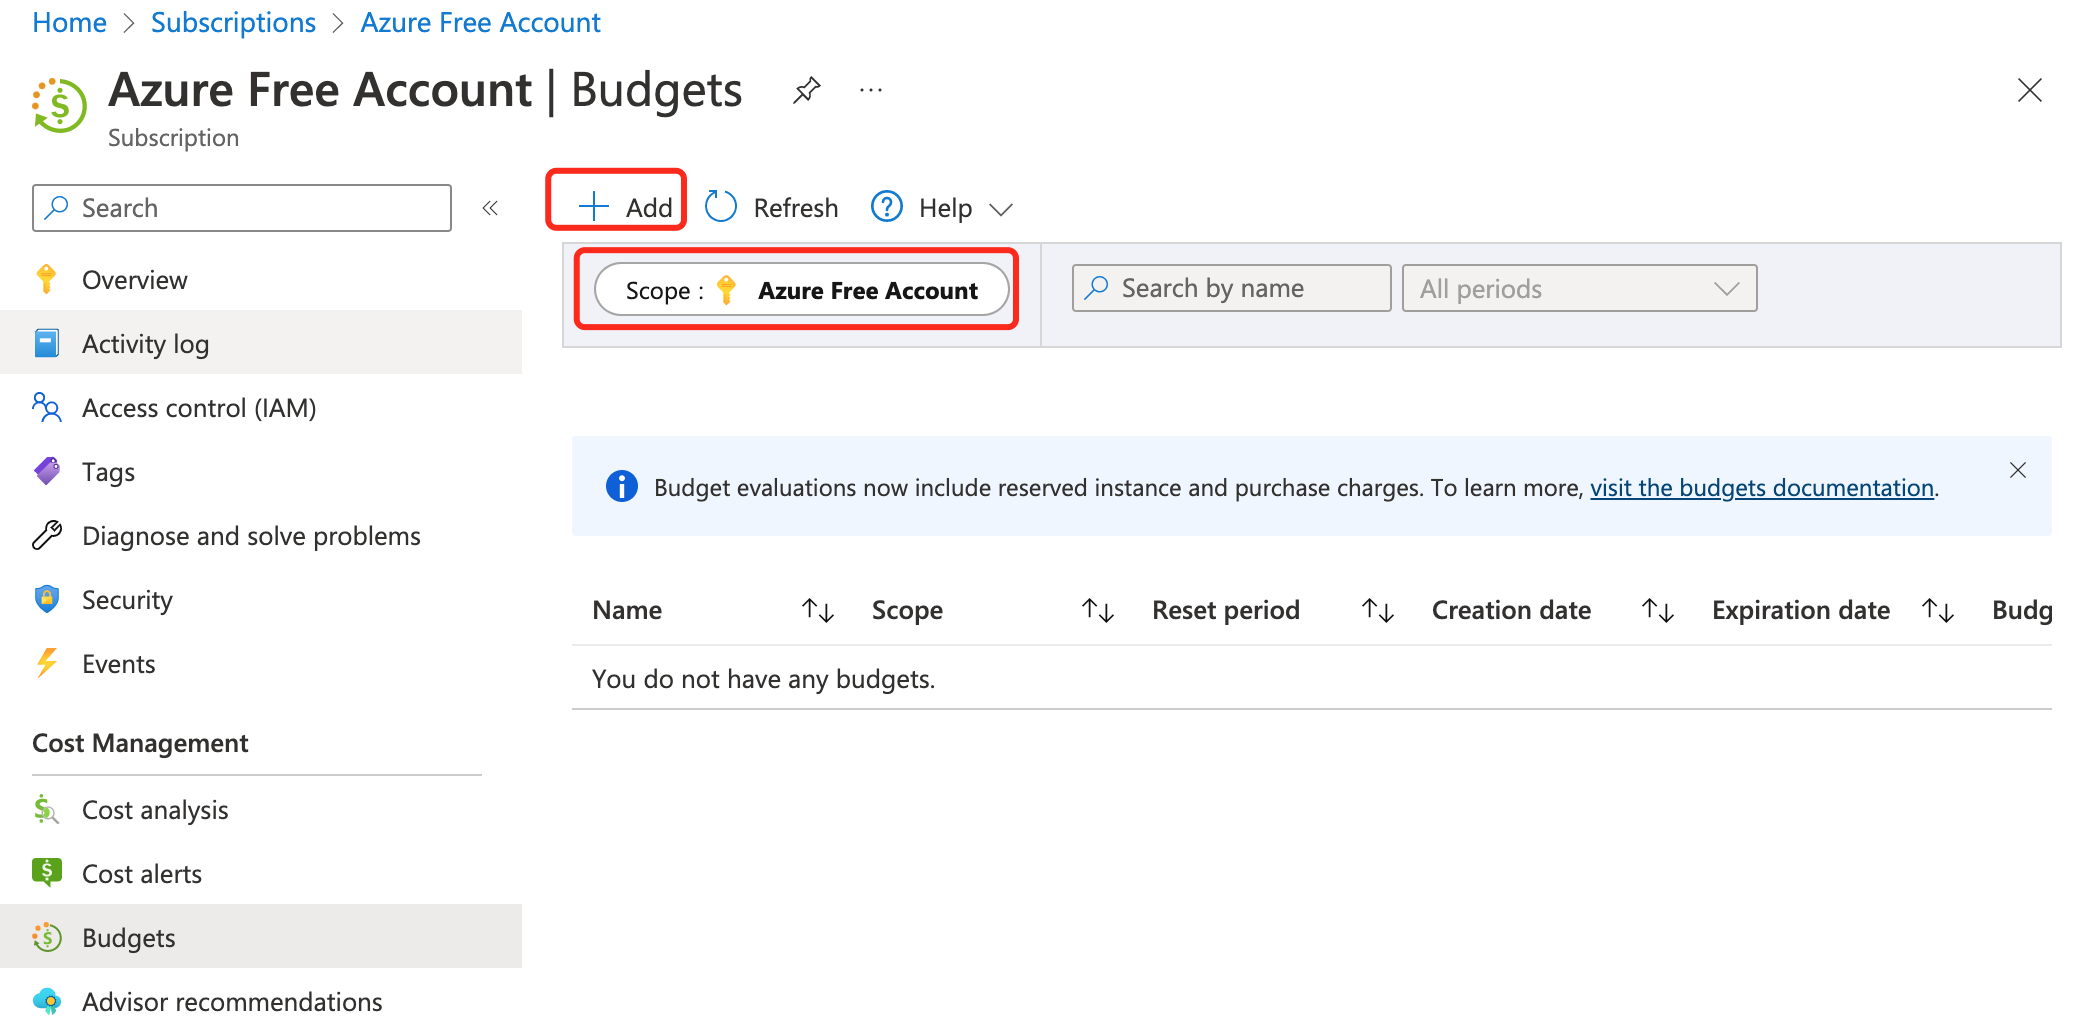 Home > Subscriptions > Azure Free Account
Azure Free Account | Budgets ...
Subscription
Search «
Overview
Activity log
Access control (IAM)
Tags
Diagnose and solve problems
Security
Events
Cost Management
Cost analysis
Cost alerts
Budgets
Advisor recommendations
+ Add Refresh ? Help
Scope : Azure Free Account Search by name All periods
Budget evaluations now include reserved instance and purchase charges. To learn more, visit the budgets documentation.
Name Scope Reset period Creation date Expiration date Budg
You do not have any budgets.